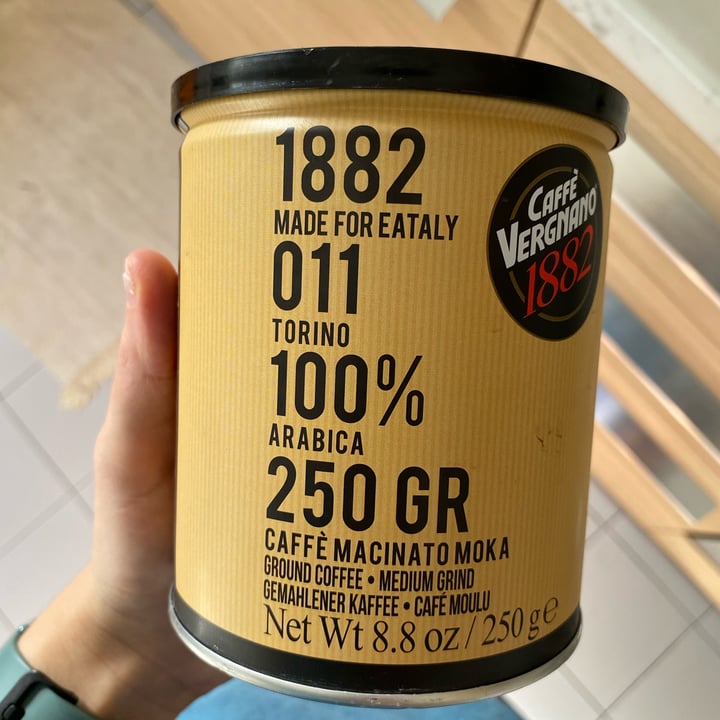 1882
MADE FOR EATALY
011
TORINO
100%
ARABICA
250 GR
CAFFÈ MACINATO MOKA
GROUND COFFEE • MEDIUM GRIND
GEMAHLENER KAFFEE • CAFÉ MOULU
Net Wt 8.8 oz / 250 g ℮
CAFFÈ
VERGNANO
1882